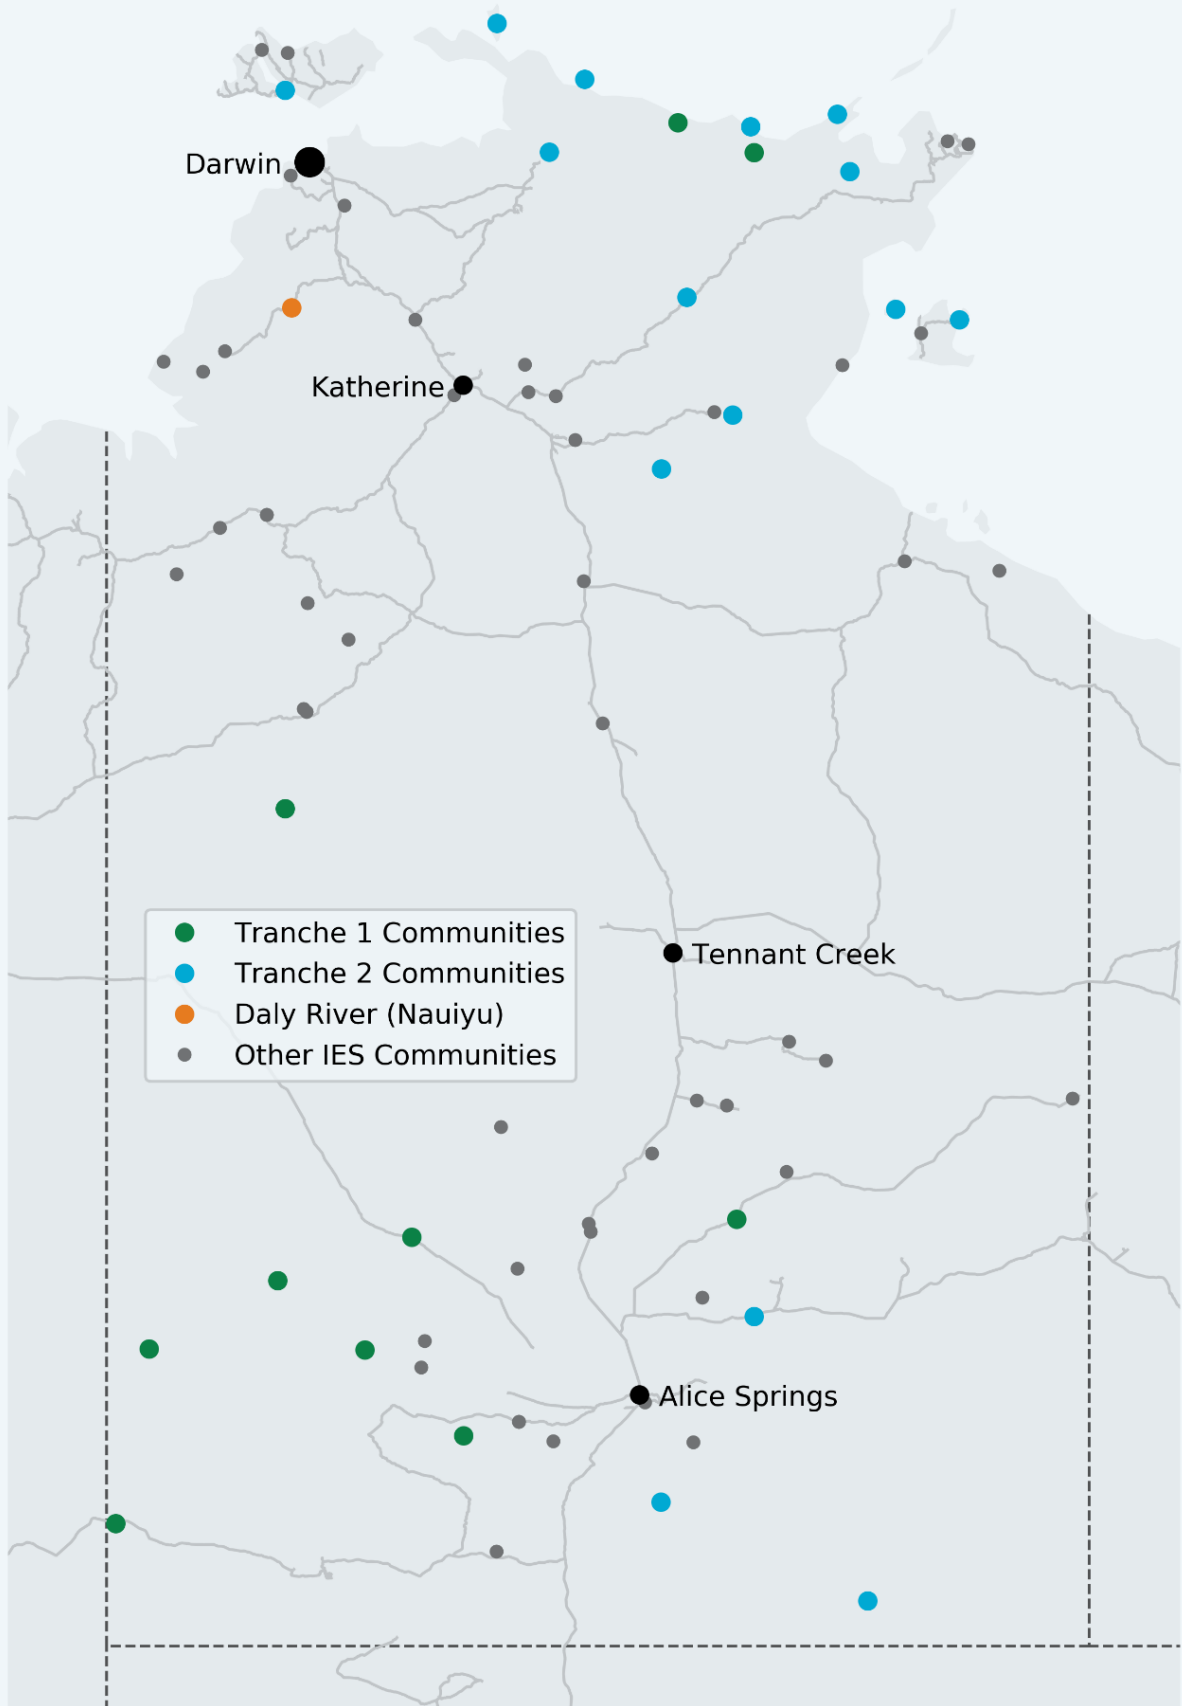 Darwin
Katherine
Tranche 1 Communities
Tranche 2 Communities
Daly River (Nauiyu)
Other IES Communities
Tennant Creek
Alice Springs